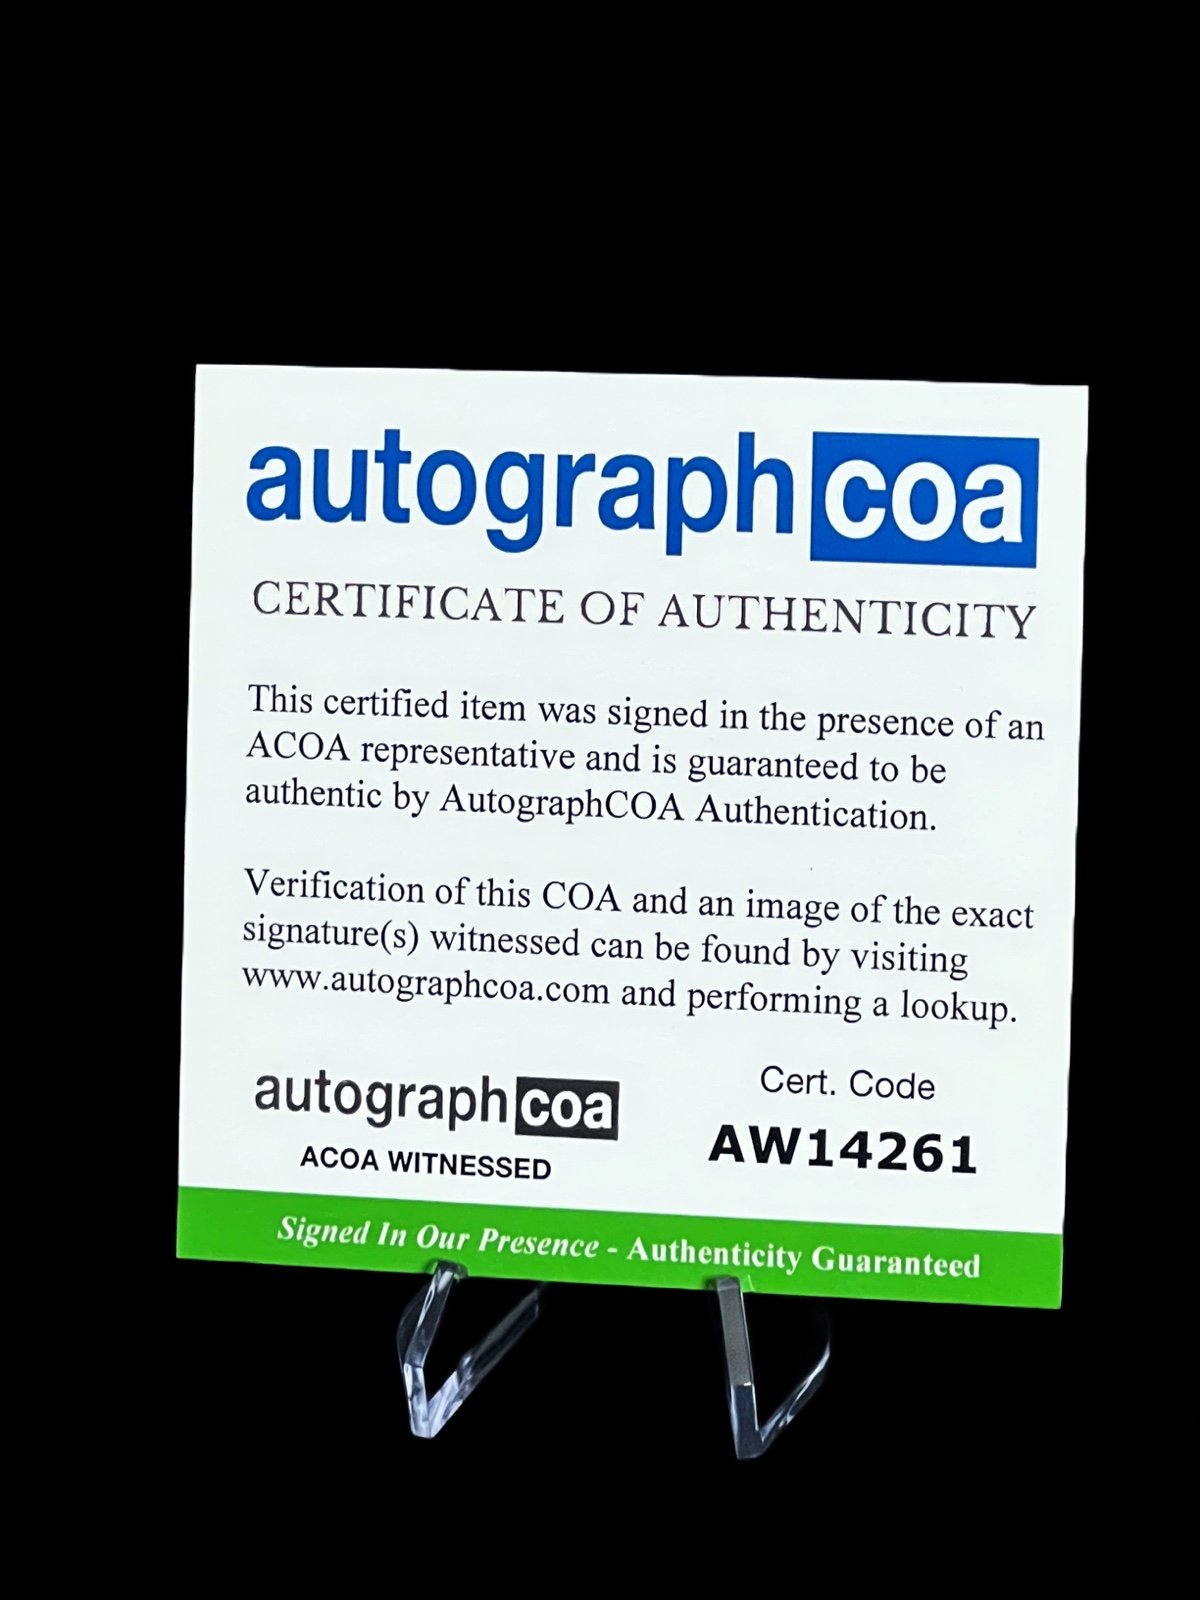 autographcoa
CERTIFICATE OF AUTHENTICITY
This certified item was signed in the presence of an
ACOA representative and is guaranteed to be
authentic by AutographCOA Authentication.
Verification of this COA and an image of the exact
signature(s) witnessed can be found by visiting
www.autographcoa.com and performing a lookup.
autographcoa
ACOA WITNESSED
Cert. Code
AW14261
Signed In Our Presence - Authenticity Guaranteed